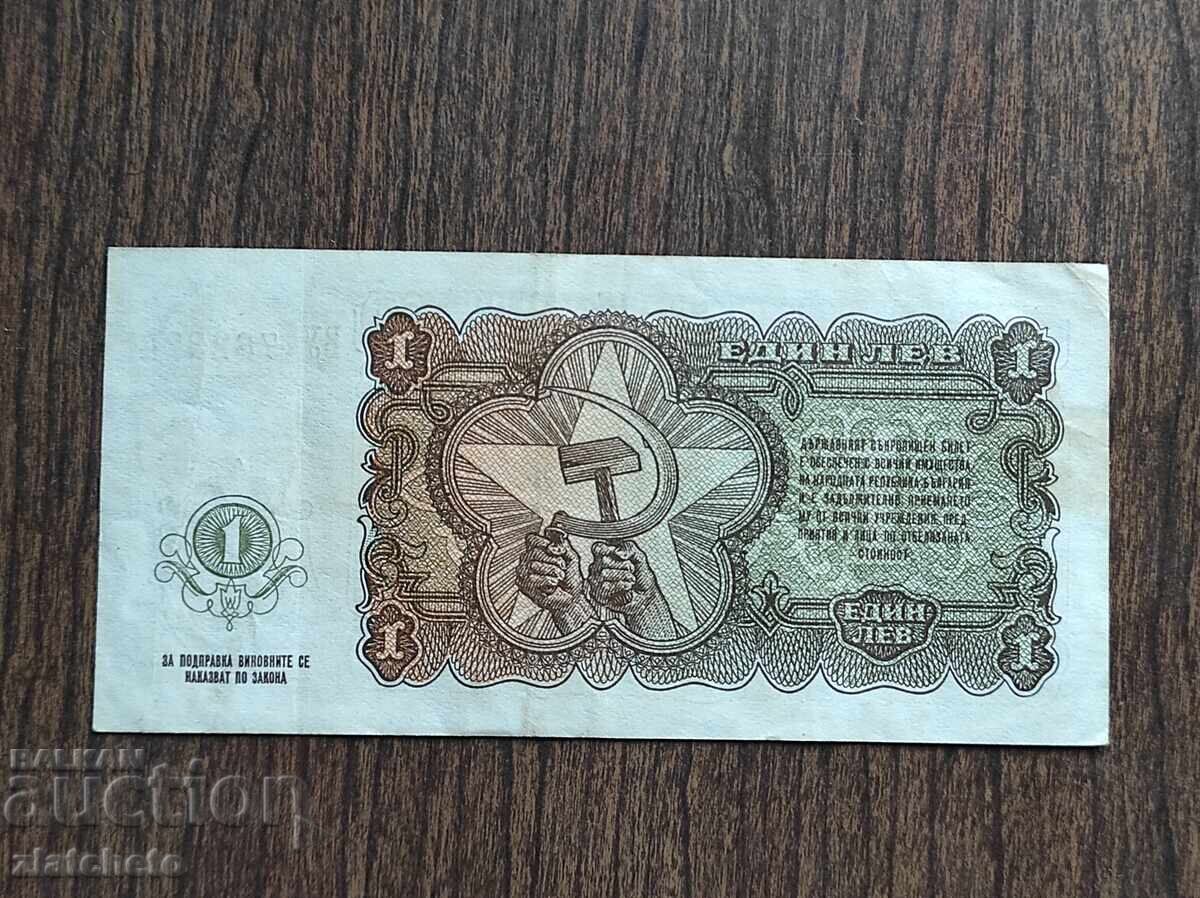 1
ЕДИН ЛЕВ
1
ДЪРЖАВНИЯТ СЪКРОВИЩЕН БИЛЕТ
Е ОБЕЗПЕЧЕН С ВСИЧКИ ИМУЩЕСТВА
НА НАРОДНАТА РЕПУБЛИКА БЪЛГАРИЯ
И Е ЗАДЪЛЖИТЕЛНО ПРИЕМАНЕТО
МУ ОТ ВСИЧКИ УЧРЕЖДЕНИЯ, ПРЕД-
ПРИЯТИЯ И ЛИЦА ПО ОТБЕЛЯЗАНАТА
СТОЙНОСТ
1
ЕДИН
ЛЕВ
1
1
ЗА ПОДПРАВКА ВИНОВНИТЕ СЕ
НАКАЗВАТ ПО ЗАКОНА
BALKAN
auction
zlatcheto